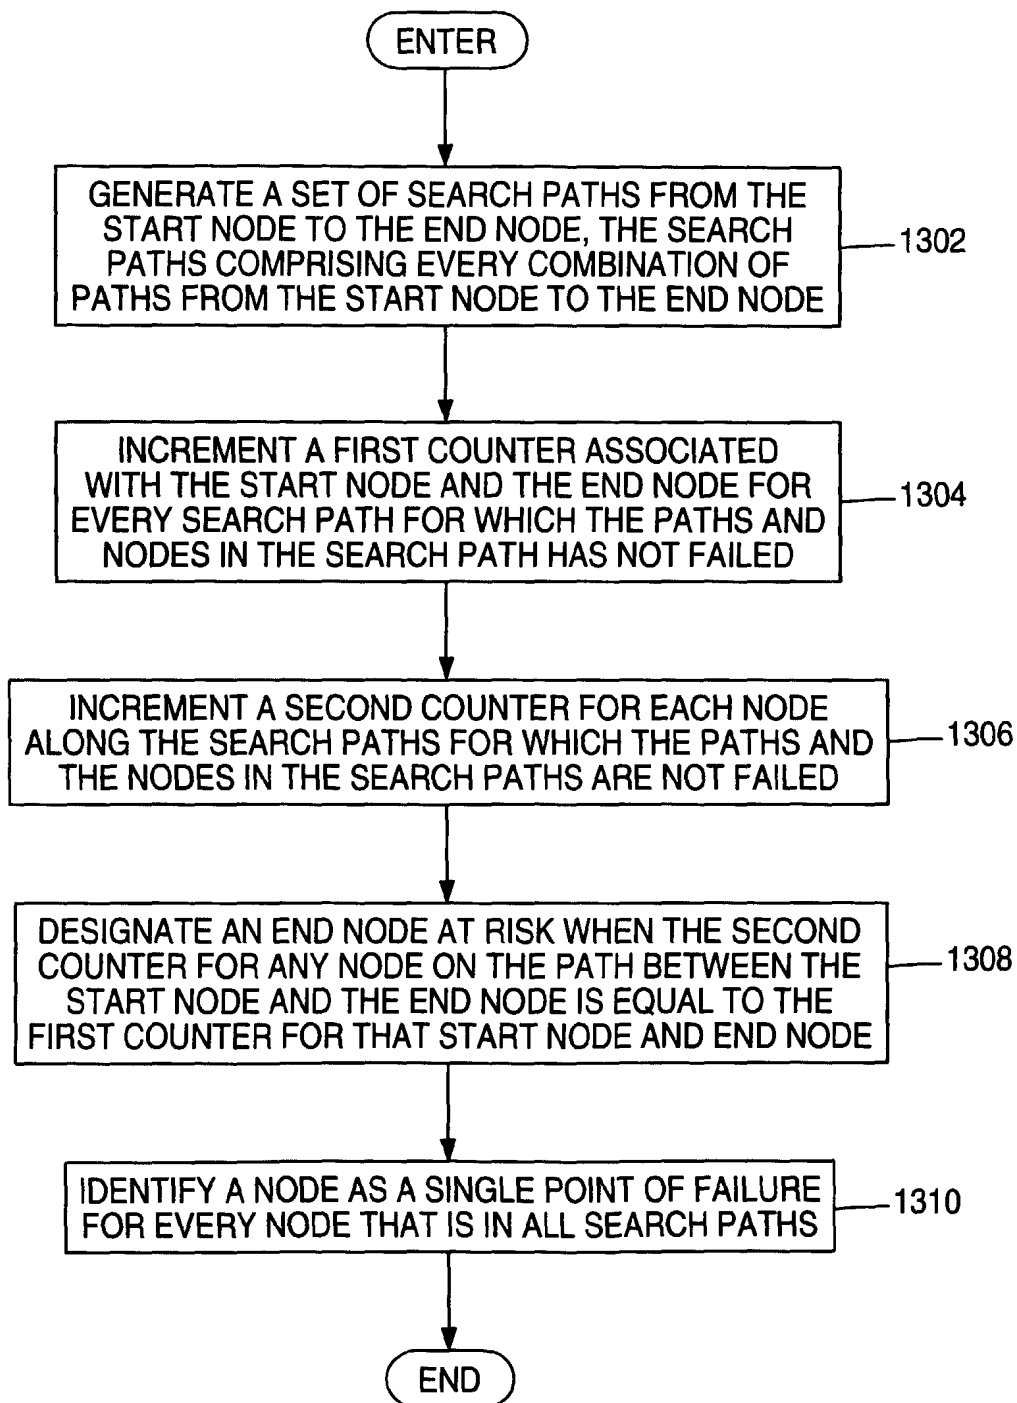 ENTER
GENERATE A SET OF SEARCH PATHS FROM THE
START NODE TO THE END NODE, THE SEARCH
PATHS COMPRISING EVERY COMBINATION OF
PATHS FROM THE START NODE TO THE END NODE
1302
INCREMENT A FIRST COUNTER ASSOCIATED
WITH THE START NODE AND THE END NODE FOR
EVERY SEARCH PATH FOR WHICH THE PATHS AND
NODES IN THE SEARCH PATH HAS NOT FAILED
1304
INCREMENT A SECOND COUNTER FOR EACH NODE
ALONG THE SEARCH PATHS FOR WHICH THE PATHS AND
THE NODES IN THE SEARCH PATHS ARE NOT FAILED
1306
DESIGNATE AN END NODE AT RISK WHEN THE SECOND
COUNTER FOR ANY NODE ON THE PATH BETWEEN THE
START NODE AND THE END NODE IS EQUAL TO THE
FIRST COUNTER FOR THAT START NODE AND END NODE
1308
IDENTIFY A NODE AS A SINGLE POINT OF FAILURE
FOR EVERY NODE THAT IS IN ALL SEARCH PATHS
1310
END